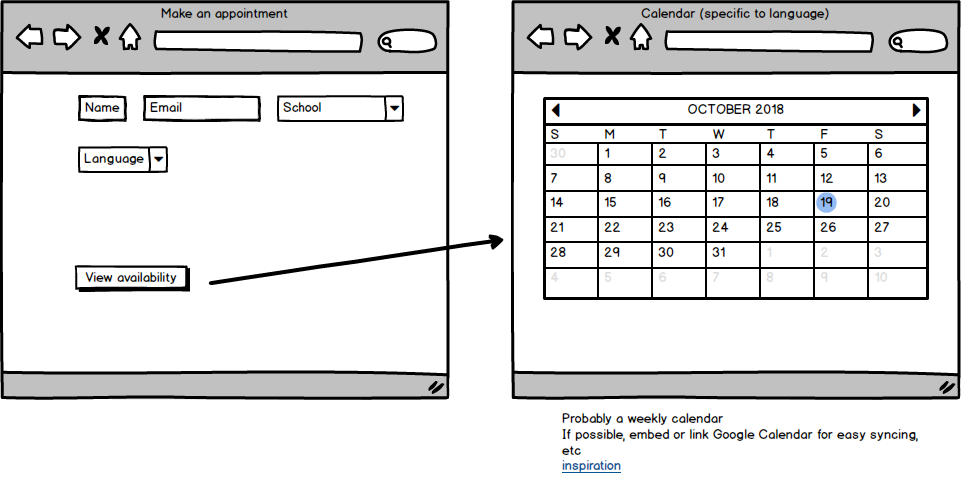 Make an appointment
Name Email School
Language
View availability
Calendar (specific to language)
OCTOBER 2018
S M T W T F S
30 1 2 3 4 5 6
7 8 9 10 11 12 13
14 15 16 17 18 19 20
21 22 23 24 25 26 27
28 29 30 31 1 2 3
4 5 6 7 8 9 10
Probably a weekly calendar
If possible, embed or link Google Calendar for easy syncing,
etc
inspiration